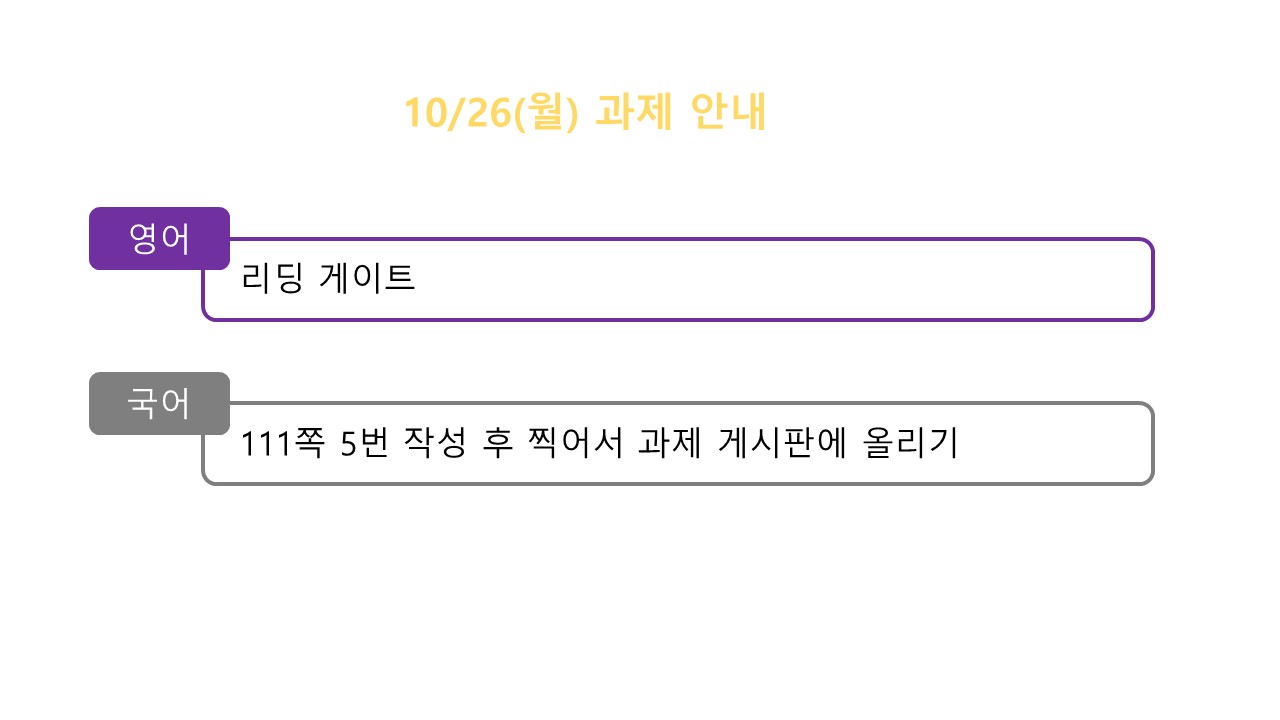 10/26(월) 과제 안내
영어
리딩 게이트
국어
111쪽 5번 작성 후 찍어서 과제 게시판에 올리기